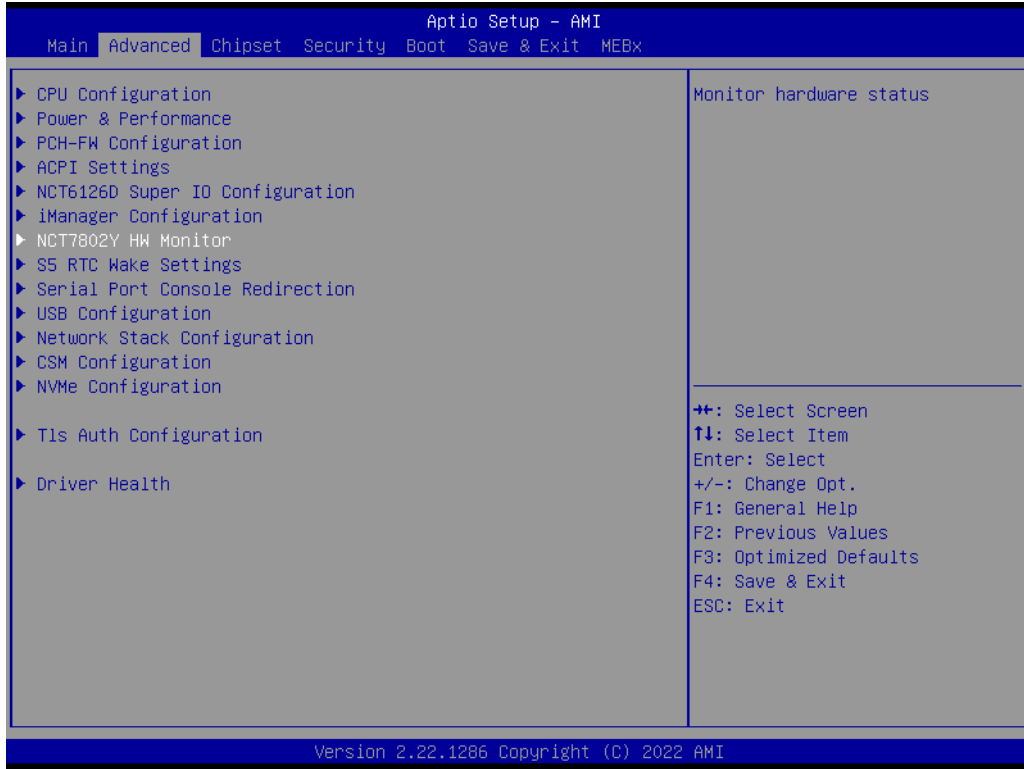 Aptio Setup – AMI
Main Advanced Chipset Security Boot Save & Exit MEBx
CPU Configuration
Power & Performance
PCH-FW Configuration
ACPI Settings
NCT6126D Super IO Configuration
iManager Configuration
NCT7802Y HW Monitor
S5 RTC Wake Settings
Serial Port Console Redirection
USB Configuration
Network Stack Configuration
CSM Configuration
NVMe Configuration
Tls Auth Configuration
Driver Health
Monitor hardware status
→←: Select Screen
↑↓: Select Item
Enter: Select
+/-: Change Opt.
F1: General Help
F2: Previous Values
F3: Optimized Defaults
F4: Save & Exit
ESC: Exit
Version 2.22.1286 Copyright (C) 2022 AMI